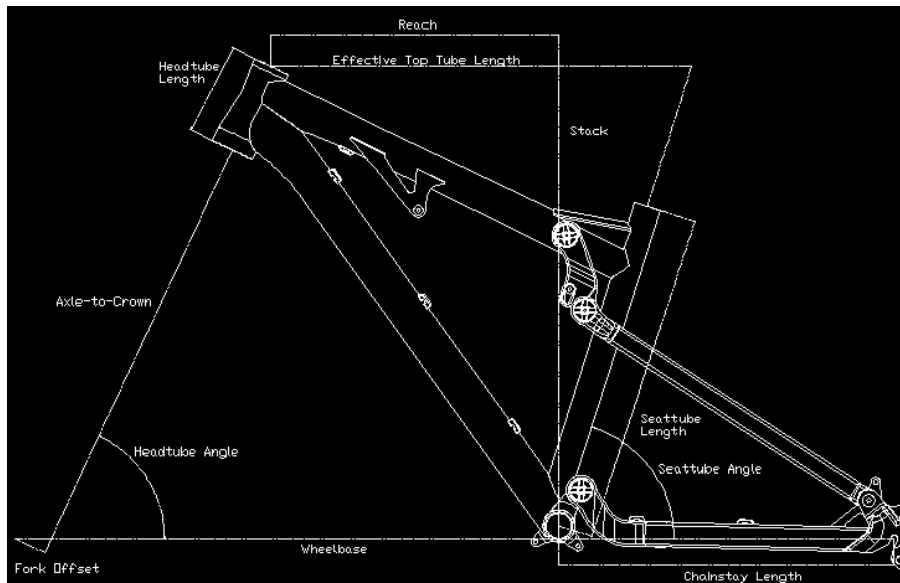 Reach
Effective Top Tube Length
Headtube
Length
Stack
Axle-to-Crown
Headtube Angle
Seattube
Length
Seattube Angle
Wheelbase
Fork Offset
Chainstay Length